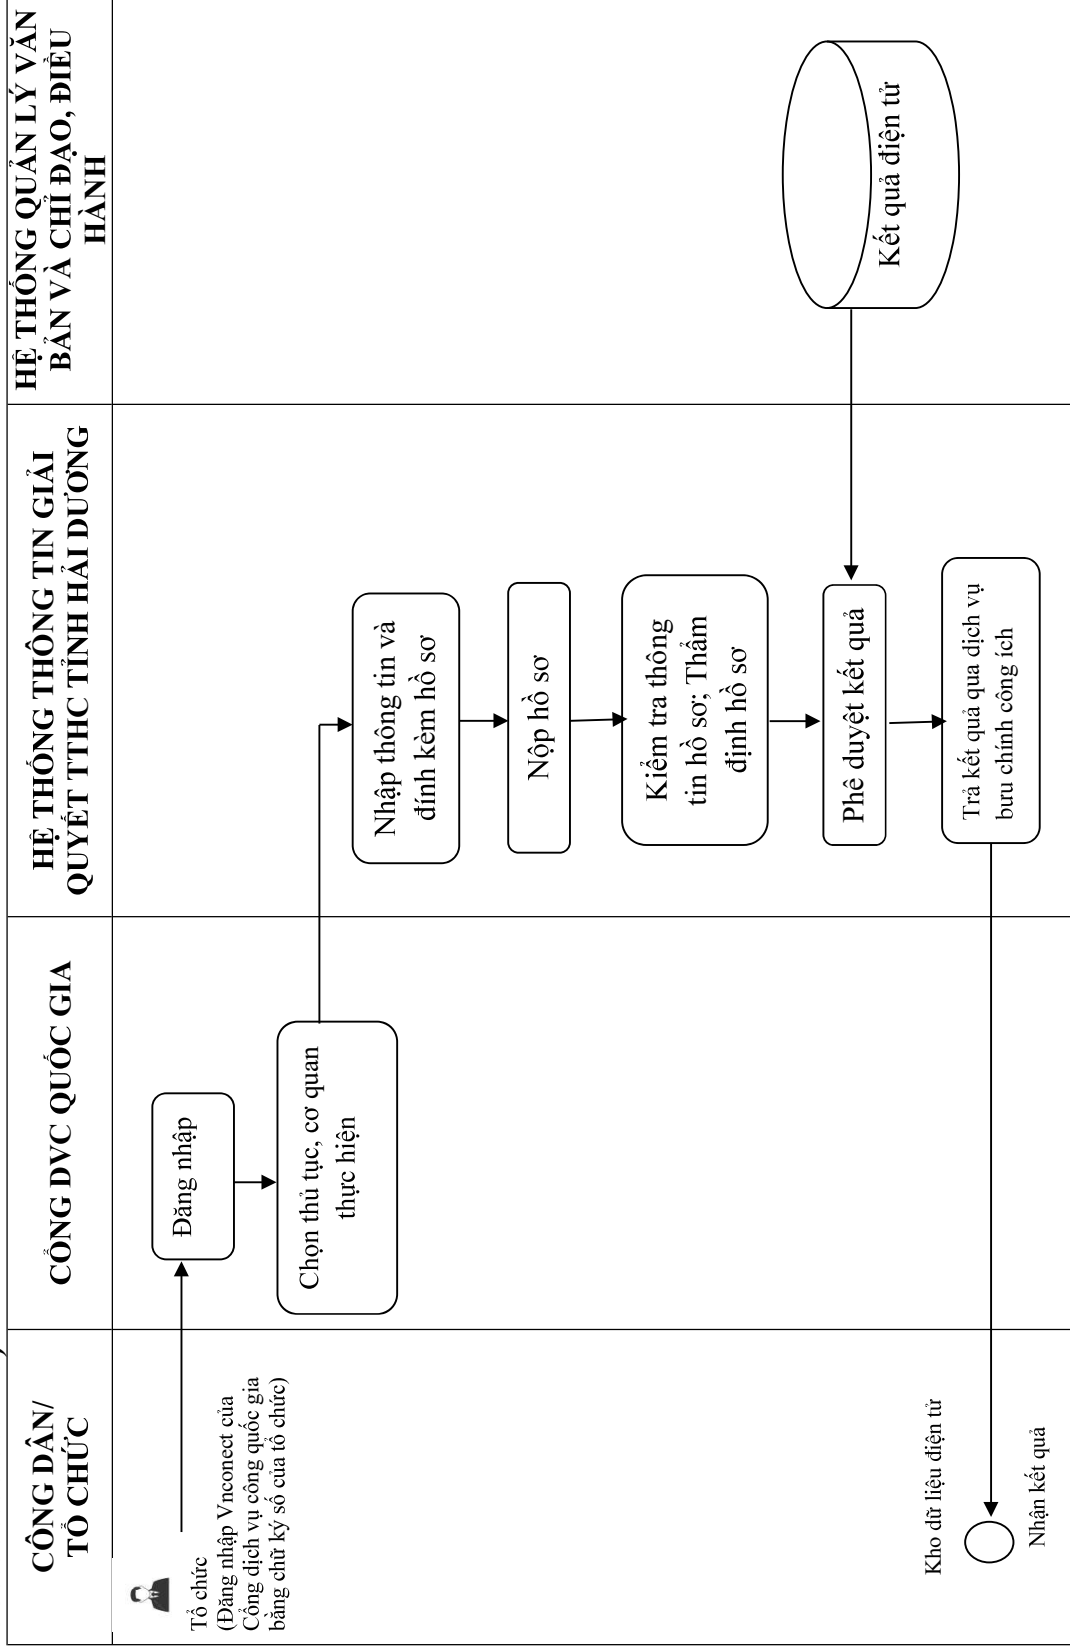 CÔNG DÂN/
TỔ CHỨC
CỔNG DVC QUỐC GIA
HỆ THỐNG THÔNG TIN GIẢI
QUYẾT TTHC TỈNH HẢI DƯƠNG
HỆ THỐNG QUẢN LÝ VĂN
BẢN VÀ CHỈ ĐẠO, ĐIỀU
HÀNH
Tổ chức
(Đăng nhập Vnconect của
Cổng dịch vụ công quốc gia
bằng chữ ký số của tổ chức)
Đăng nhập
Chọn thủ tục, cơ quan
thực hiện
Nhập thông tin và
đính kèm hồ sơ
Nộp hồ sơ
Kiểm tra thông
tin hồ sơ; Thẩm
định hồ sơ
Phê duyệt kết quả
Kết quả điện tử
Trả kết quả qua dịch vụ
bưu chính công ích
Kho dữ liệu điện tử
Nhận kết quả